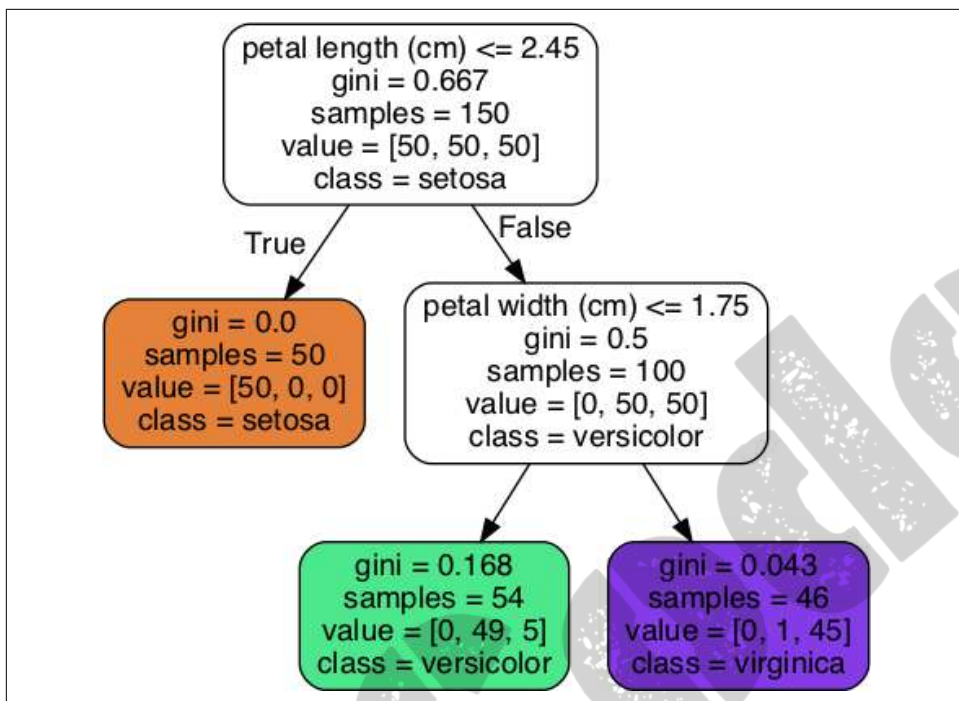 petal length (cm) <= 2.45
gini = 0.667
samples = 150
value = [50, 50, 50]
class = setosa
True
False
gini = 0.0
samples = 50
value = [50, 0, 0]
class = setosa
petal width (cm) <= 1.75
gini = 0.5
samples = 100
value = [0, 50, 50]
class = versicolor
gini = 0.168
samples = 54
value = [0, 49, 5]
class = versicolor
gini = 0.043
samples = 46
value = [0, 1, 45]
class = virginica